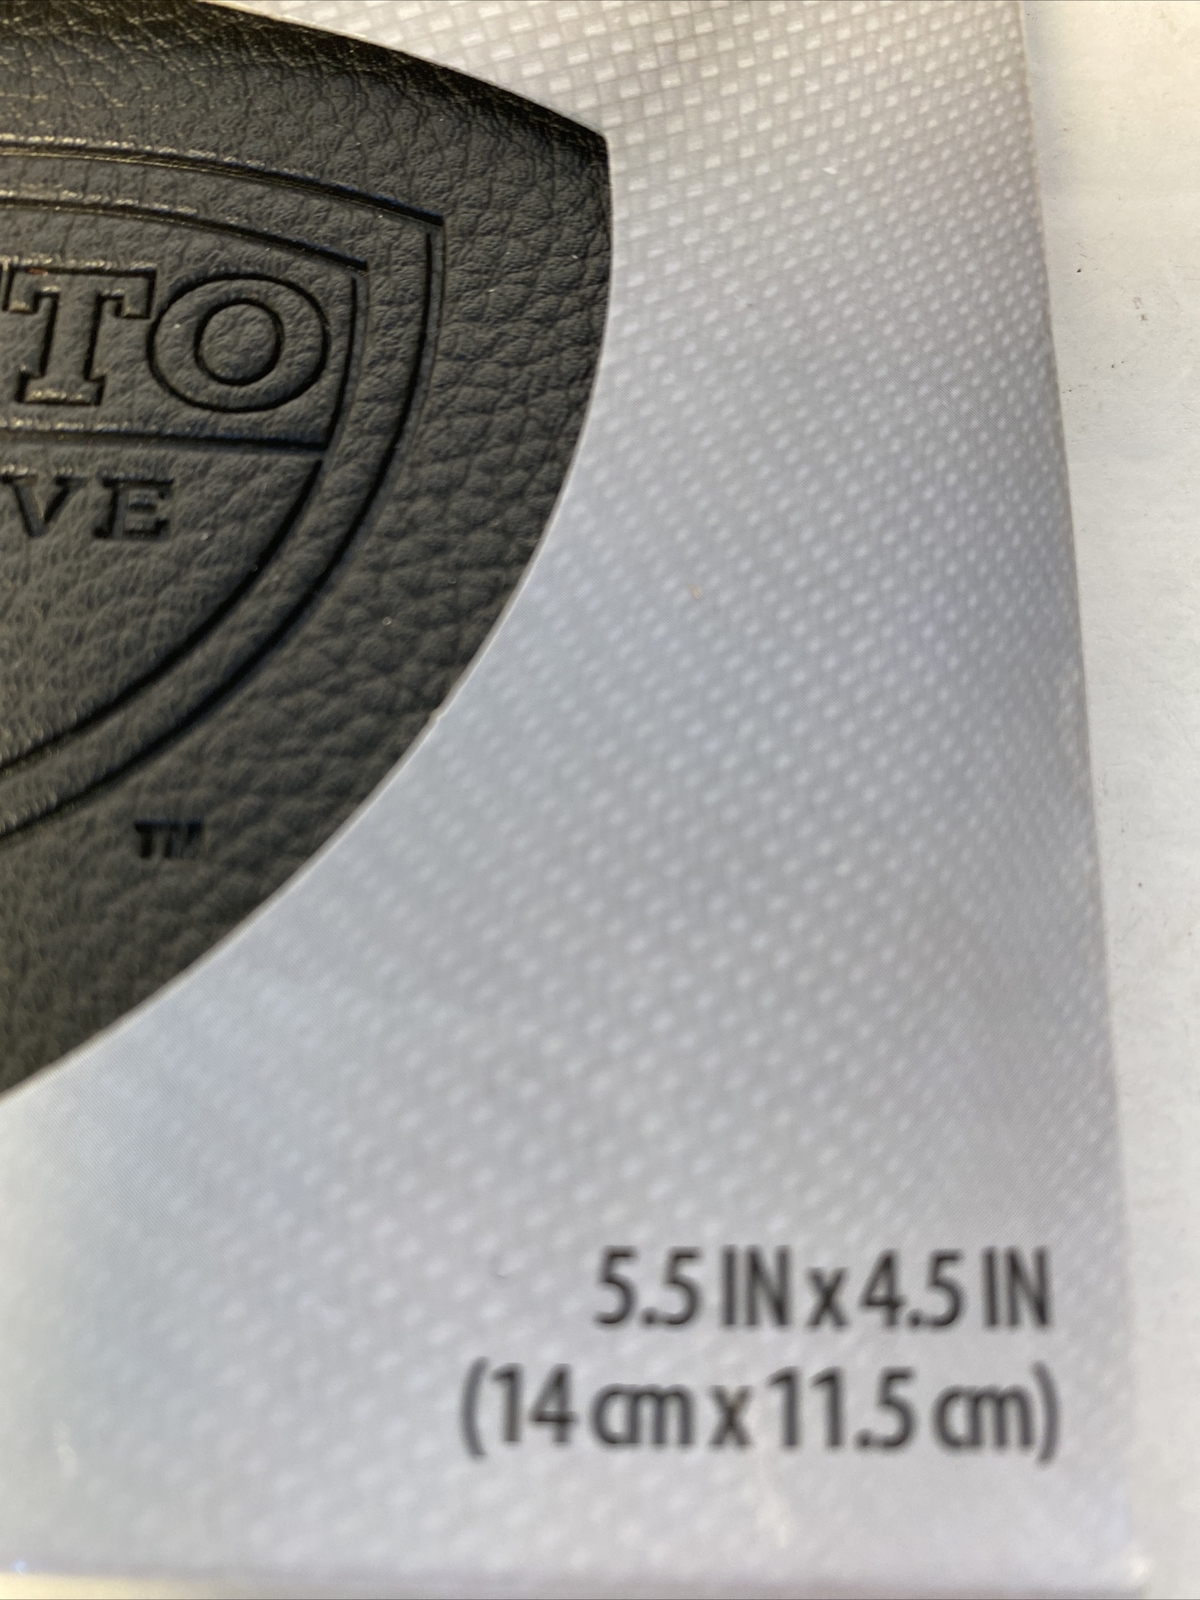 TO
VE
TM
5.5 IN x 4.5 IN
(14 cm x 11.5 cm)